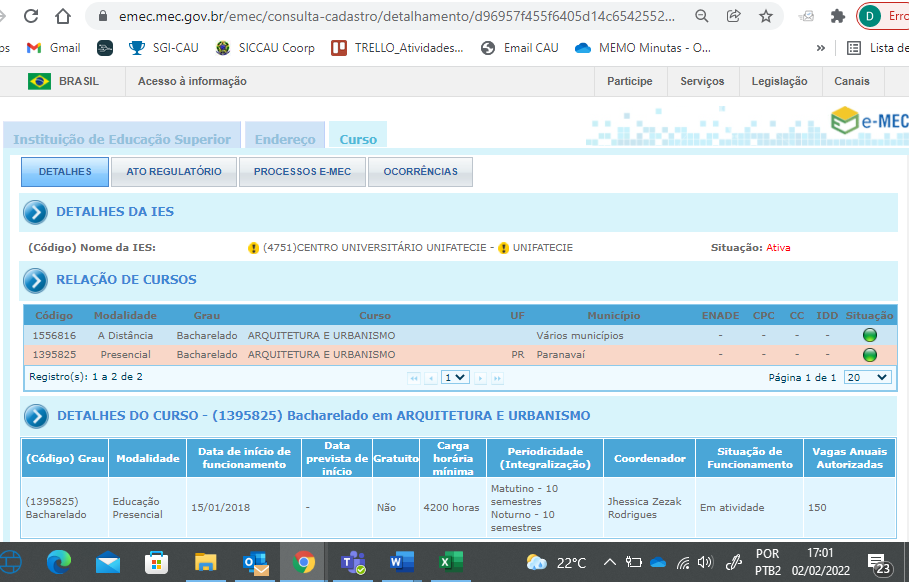 emec.mec.gov.br/emec/consulta-cadastro/detalhamento/d96957f455f6405d14c6542552... D Erro
ps Gmail SGI-CAU SICCAU Coorp TRELLO_Atividades... Email CAU MEMO Minutas - O... » Lista de
BRASIL Acesso à informação Participe Serviços Legislação Canais
e-MEC
Instituição de Educação Superior Endereço Curso
DETALHES ATO REGULATÓRIO PROCESSOS E-MEC OCORRÊNCIAS
DETALHES DA IES
(Código) Nome da IES: (4751)CENTRO UNIVERSITÁRIO UNIFATECIE - UNIFATECIE Situação: Ativa
RELAÇÃO DE CURSOS
Código Modalidade Grau Curso UF Município ENADE CPC CC IDD Situação
1556816 A Distância Bacharelado ARQUITETURA E URBANISMO Vários municípios - - - -
1395825 Presencial Bacharelado ARQUITETURA E URBANISMO PR Paranavaí - - - -
Registro(s): 1 a 2 de 2 1 Página 1 de 1 20
DETALHES DO CURSO - (1395825) Bacharelado em ARQUITETURA E URBANISMO
(Código) Grau Modalidade Data de início de funcionamento Data prevista de início Gratuito Carga horária mínima Periodicidade (Integralização) Coordenador Situação de Funcionamento Vagas Anuais Autorizadas
(1395825) Bacharelado Educação Presencial 15/01/2018 - Não 4200 horas Matutino - 10 semestres Noturno - 10 semestres Jhessica Zezak Rodrigues Em atividade 150
22°C POR PTB2 17:01 02/02/2022 23